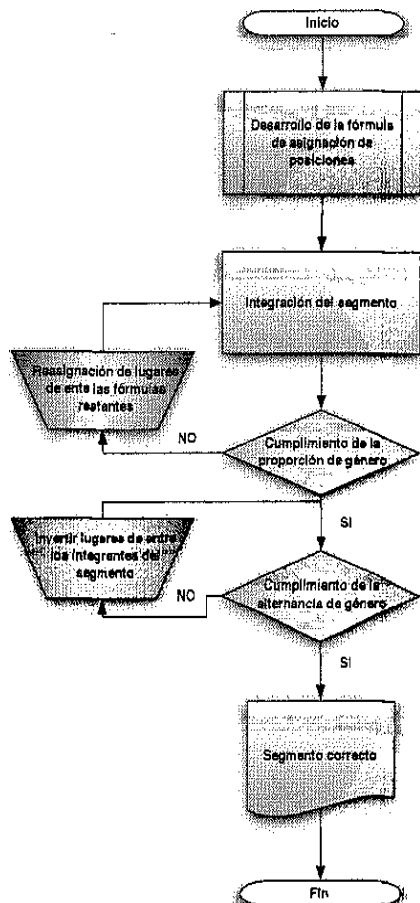 Inicio
Desarrollo de la fórmula
de asignación de
posiciones
Integración del segmento
Reasignación de lugares
de ente las fórmulas
restantes
NO
Cumplimiento de la
proporción de género
SI
Invertir lugares de entre
los integrantes del
segmento
NO
Cumplimiento de la
alternancia de género
SI
Segmento correcto
Fin